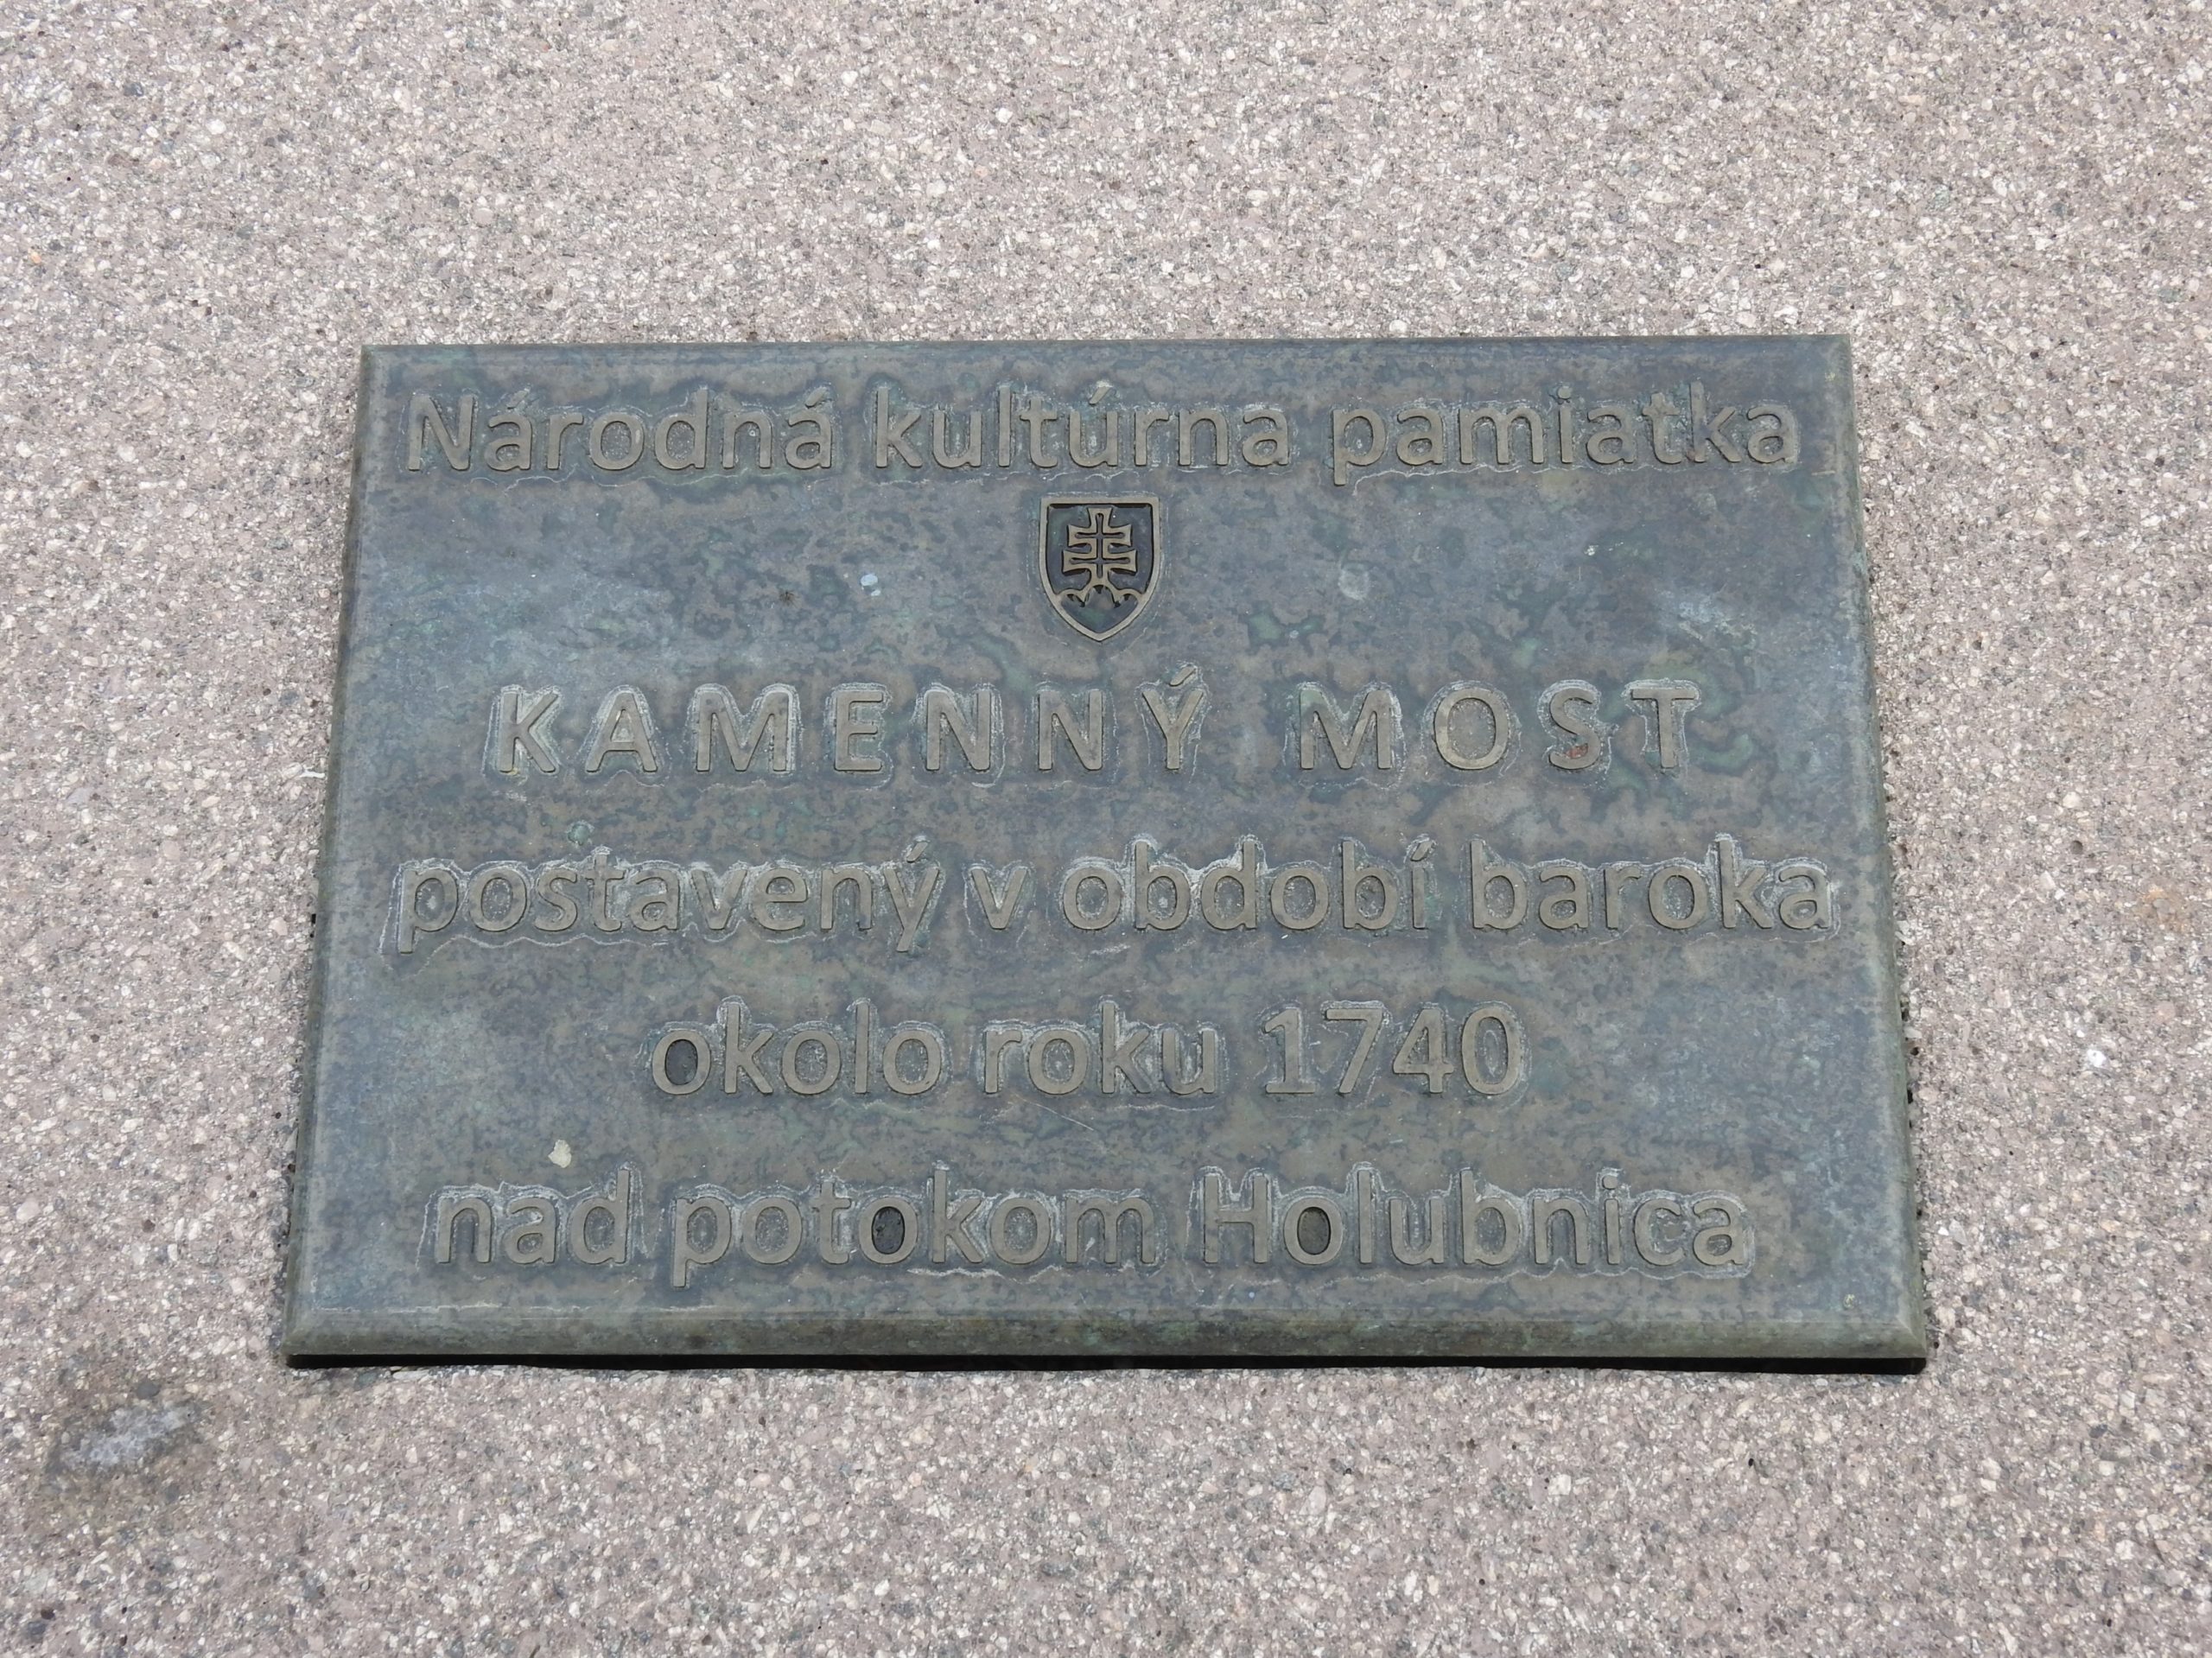 Národná kultúrna pamiatka
KAMENNÝ MOST
postavený v období baroka
okolo roku 1740
nad potokom Holubnica